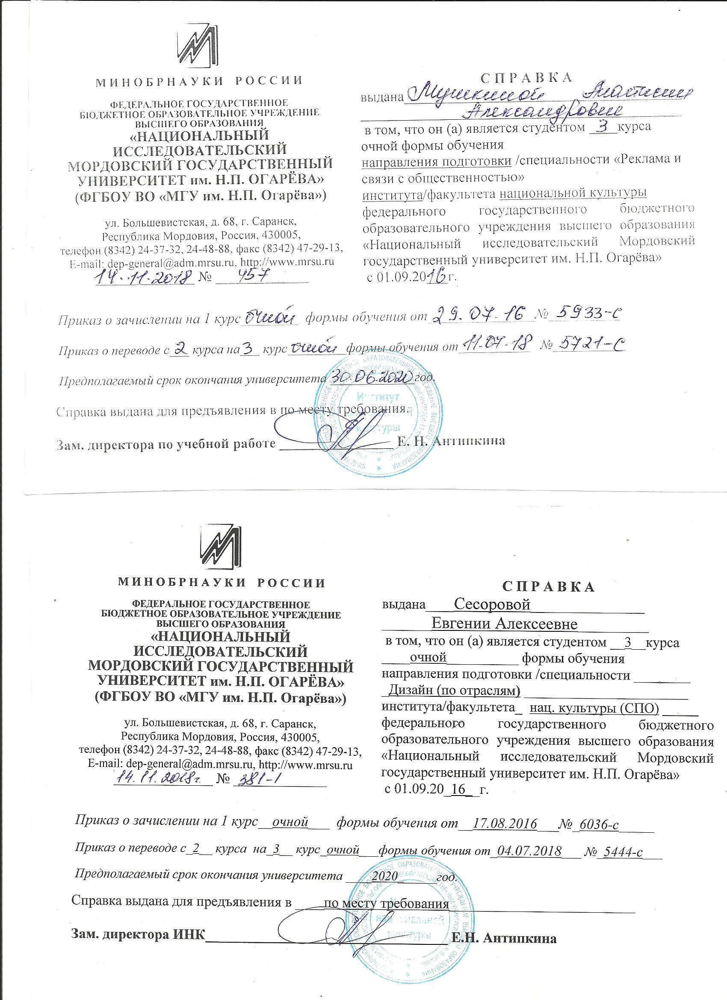 МИНОБРНАУКИ РОССИИ
ФЕДЕРАЛЬНОЕ ГОСУДАРСТВЕННОЕ
БЮДЖЕТНОЕ ОБРАЗОВАТЕЛЬНОЕ УЧРЕЖДЕНИЕ
ВЫСШЕГО ОБРАЗОВАНИЯ
«НАЦИОНАЛЬНЫЙ
ИССЛЕДОВАТЕЛЬСКИЙ
МОРДОВСКИЙ ГОСУДАРСТВЕННЫЙ
УНИВЕРСИТЕТ им. Н.П. ОГАРЁВА»
(ФГБОУ ВО «МГУ им. Н.П. Огарёва»)
ул. Большевистская, д. 68, г. Саранск,
Республика Мордовия, Россия, 430005,
телефон (8342) 24-37-32, 24-48-88, факс (8342) 47-29-13,
E-mail: dep-general@adm.mrsu.ru, http://www.mrsu.ru
14.11.2018 № 457
СПРАВКА
выдана Мушкиной Анастасии
Александровне
в том, что он (а) является студентом 3 курса
очной формы обучения
направления подготовки /специальности «Реклама и
связи с общественностью»
института/факультета национальной культуры
федерального государственного бюджетного
образовательного учреждения высшего образования
«Национальный исследовательский Мордовский
государственный университет им. Н.П. Огарёва»
с 01.09.2016г.
Приказ о зачислении на 1 курс очной формы обучения от 29.07.16 № 5933-с
Приказ о переводе с 2 курса на 3 курс очной формы обучения от 11.07.18 № 5721-с
Предполагаемый срок окончания университета 30.06.2020 год.
Справка выдана для предъявления в по месту требования.
Зам. директора по учебной работе Е. Н. Антипкина
Институт
культуры
МИНОБРНАУКИ РОССИИ
ФЕДЕРАЛЬНОЕ ГОСУДАРСТВЕННОЕ
БЮДЖЕТНОЕ ОБРАЗОВАТЕЛЬНОЕ УЧРЕЖДЕНИЕ
ВЫСШЕГО ОБРАЗОВАНИЯ
«НАЦИОНАЛЬНЫЙ
ИССЛЕДОВАТЕЛЬСКИЙ
МОРДОВСКИЙ ГОСУДАРСТВЕННЫЙ
УНИВЕРСИТЕТ им. Н.П. ОГАРЁВА»
(ФГБОУ ВО «МГУ им. Н.П. Огарёва»)
ул. Большевистская, д. 68, г. Саранск,
Республика Мордовия, Россия, 430005,
телефон (8342) 24-37-32, 24-48-88, факс (8342) 47-29-13,
E-mail: dep-general@adm.mrsu.ru, http://www.mrsu.ru
14.11.2018г. № 381-1
СПРАВКА
выдана Сесоровой
Евгении Алексеевне
в том, что он (а) является студентом 3 курса
очной формы обучения
направления подготовки /специальности
Дизайн (по отраслям)
института/факультета нац. культуры (СПО)
федерального государственного бюджетного
образовательного учреждения высшего образования
«Национальный исследовательский Мордовский
государственный университет им. Н.П. Огарёва»
с 01.09.20 16 г.
Приказ о зачислении на 1 курс очной формы обучения от 17.08.2016 № 6036-с
Приказ о переводе с 2 курса на 3 курс очной формы обучения от 04.07.2018 № 5444-с
Предполагаемый срок окончания университета 2020 год.
Справка выдана для предъявления в по месту требования
Зам. директора ИНК Е.Н. Антипкина
национальной
культуры